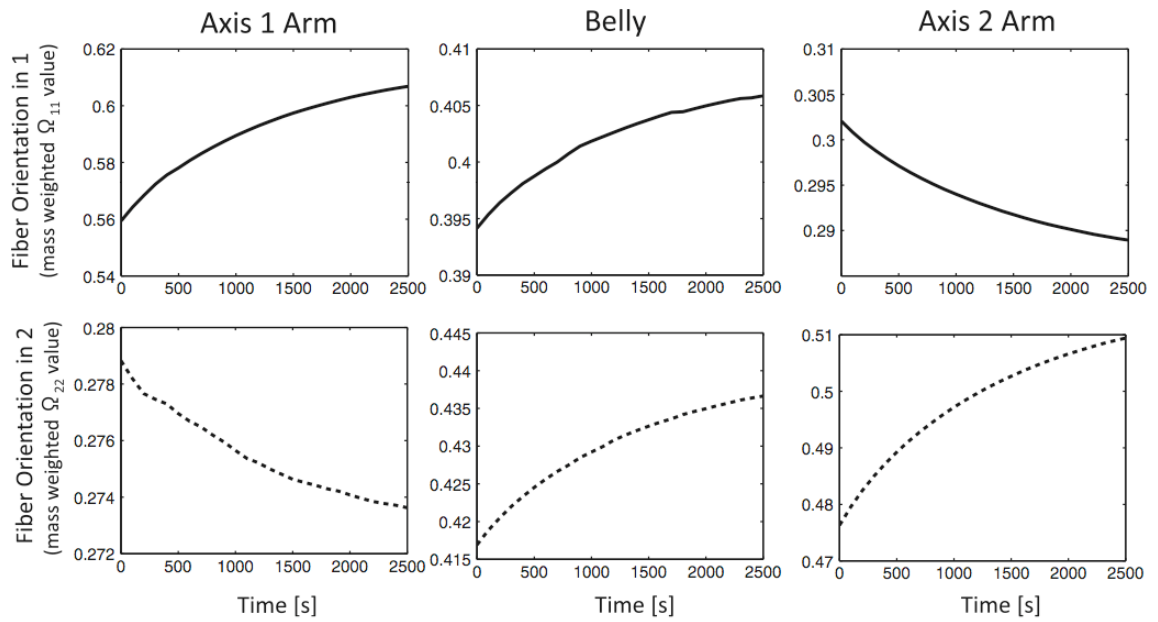 Axis 1 Arm
Belly
Axis 2 Arm
Fiber Orientation in 1
(mass weighted Ω11 value)
0.62
0.6
0.58
0.56
0.54
0 500 1000 1500 2000 2500
0.41
0.405
0.4
0.395
0.39
0 500 1000 1500 2000 2500
0.31
0.305
0.3
0.295
0.29
0 500 1000 1500 2000 2500
Fiber Orientation in 2
(mass weighted Ω22 value)
0.28
0.278
0.276
0.274
0.272
0 500 1000 1500 2000 2500
Time [s]
0.445
0.44
0.435
0.43
0.425
0.42
0.415
0 500 1000 1500 2000 2500
Time [s]
0.51
0.5
0.49
0.48
0.47
0 500 1000 1500 2000 2500
Time [s]